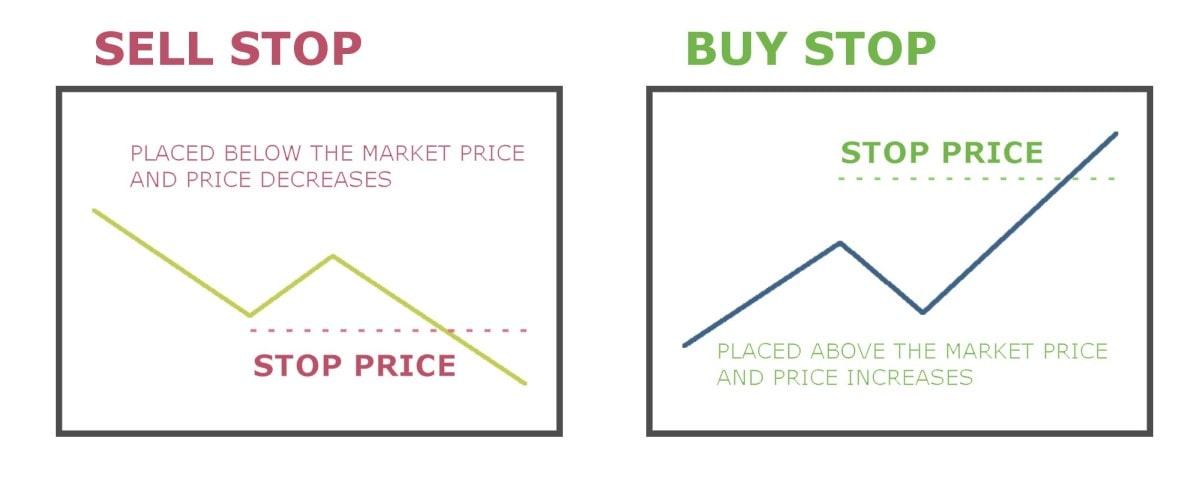 SELL STOP
PLACED BELOW THE MARKET PRICE
AND PRICE DECREASES
STOP PRICE
BUY STOP
STOP PRICE
PLACED ABOVE THE MARKET PRICE
AND PRICE INCREASES